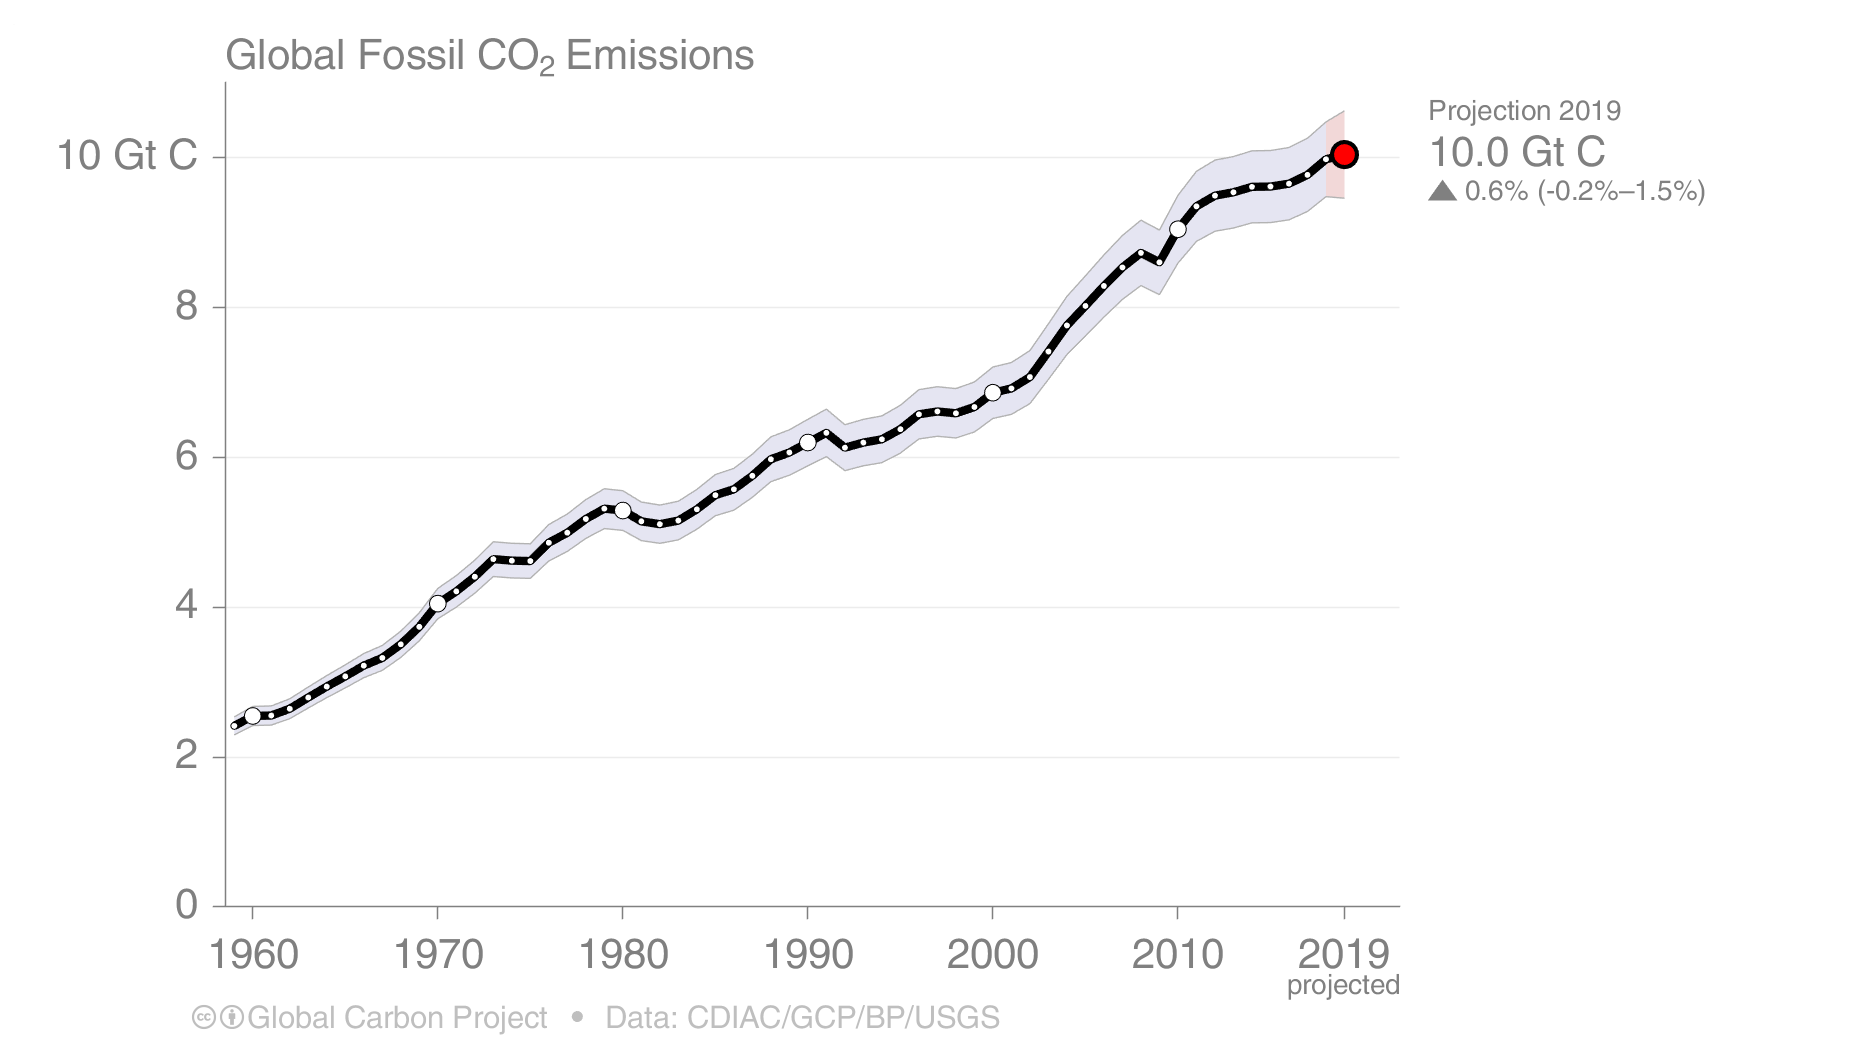 Global Fossil CO₂ Emissions
Projection 2019
10.0 Gt C
▲ 0.6% (-0.2%–1.5%)
10 Gt C
8
6
4
2
0
1960 1970 1980 1990 2000 2010 2019
projected
Global Carbon Project • Data: CDIAC/GCP/BP/USGS